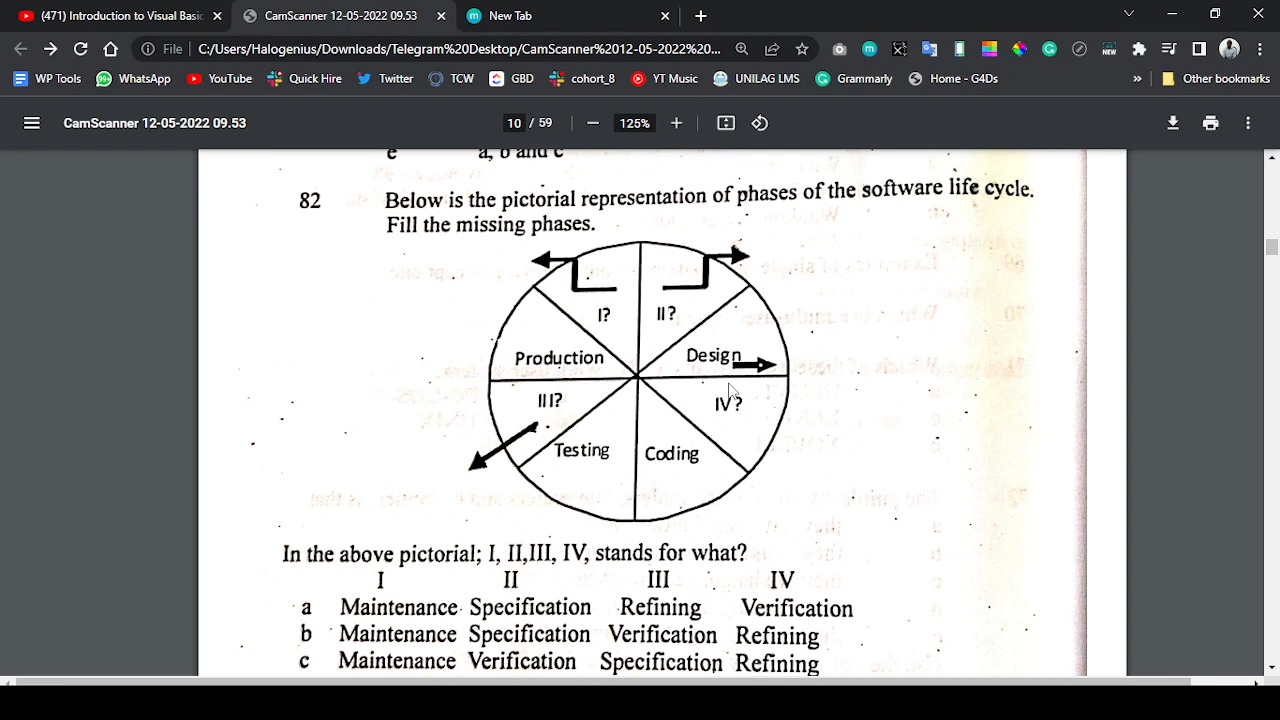 (471) Introduction to Visual Basic
CamScanner 12-05-2022 09.53
New Tab
File
C:/Users/Halogenius/Downloads/Telegram%20Desktop/CamScanner%2012-05-2022%20...
WP Tools
WhatsApp
YouTube
Quick Hire
Twitter
TCW
GBD
cohort_8
YT Music
UNILAG LMS
Grammarly
Home - G4Ds
»
Other bookmarks
CamScanner 12-05-2022 09.53
10 / 59
125%
e a, b and c
82 Below is the pictorial representation of phases of the software life cycle.
Fill the missing phases.
I? II?
Production Design
III? IV?
Testing Coding
In the above pictorial; I, II,III, IV, stands for what?
I II III IV
a Maintenance Specification Refining Verification
b Maintenance Specification Verification Refining
c Maintenance Verification Specification Refining